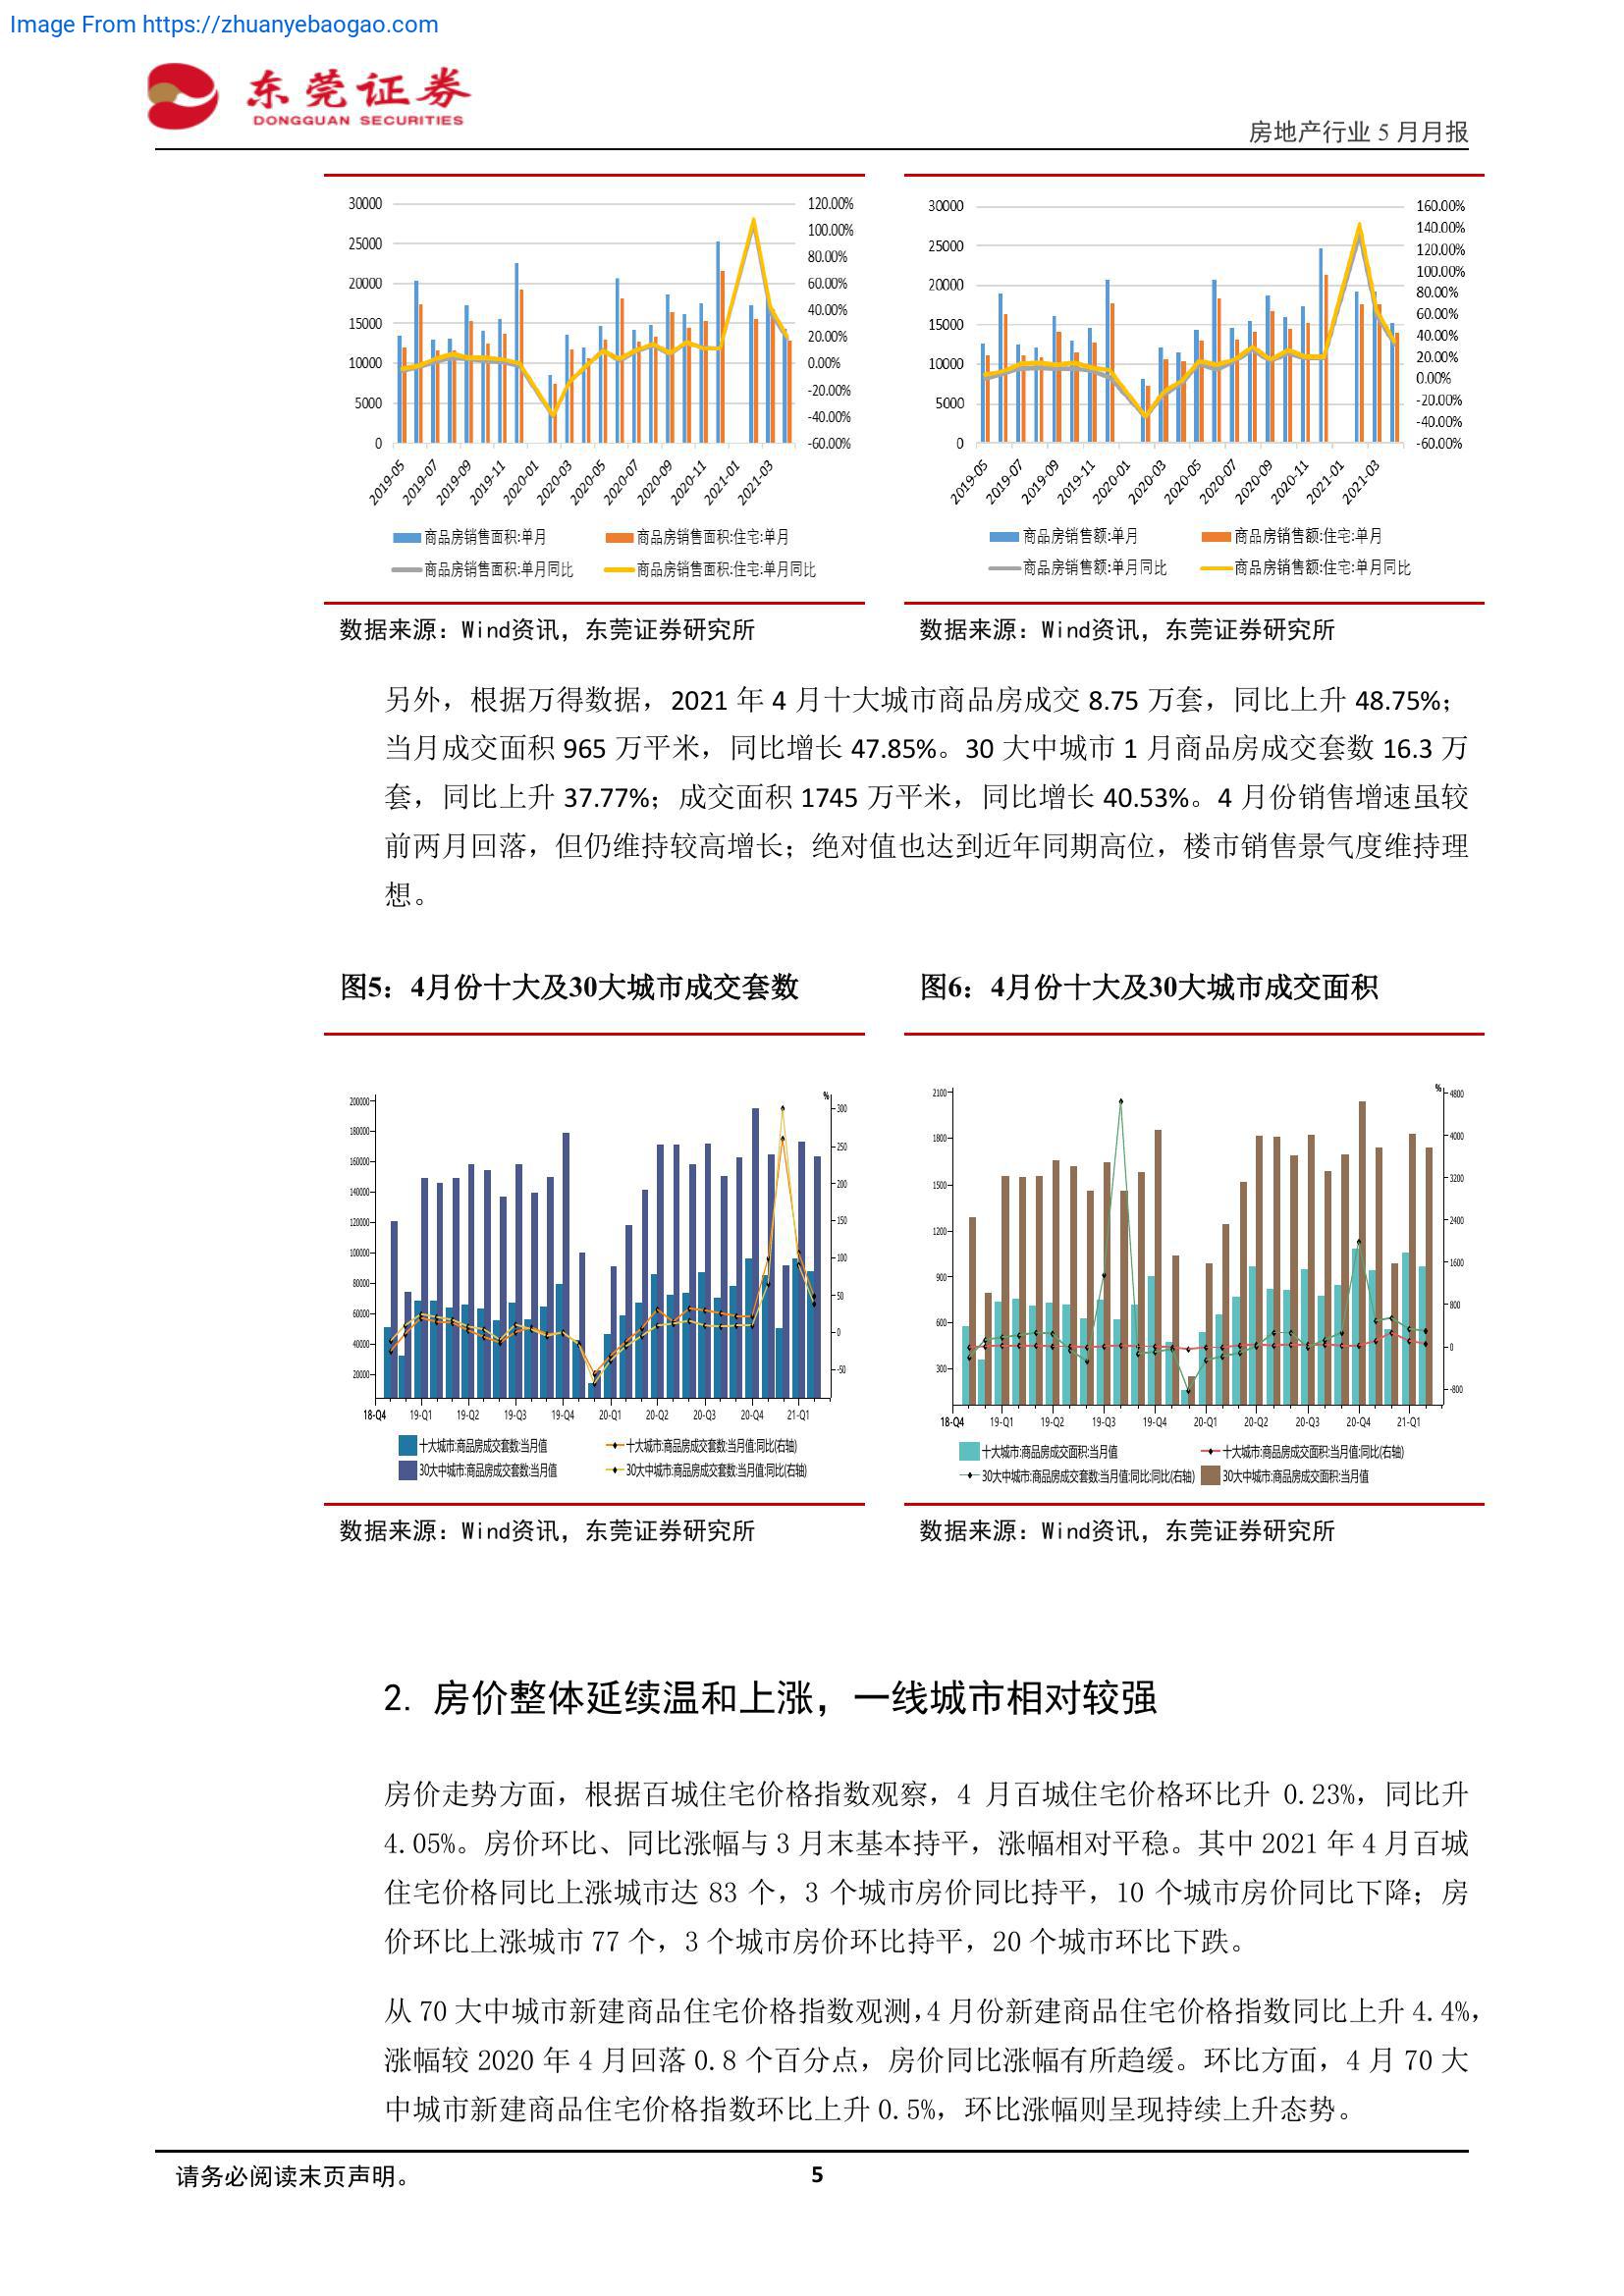 Image From https://zhuanyebaogao.com
东莞证券
DONGGUAN SECURITIES
房地产行业 5 月月报
30000
25000
20000
15000
10000
5000
0
120.00%
100.00%
80.00%
60.00%
40.00%
20.00%
0.00%
-20.00%
-40.00%
-60.00%
2019-05
2019-07
2019-09
2019-11
2020-01
2020-03
2020-05
2020-07
2020-09
2020-11
2021-01
2021-03
商品房销售面积:单月
商品房销售面积:住宅:单月
商品房销售面积:单月同比
商品房销售面积:住宅:单月同比
30000
25000
20000
15000
10000
5000
0
160.00%
140.00%
120.00%
100.00%
80.00%
60.00%
40.00%
20.00%
0.00%
-20.00%
-40.00%
-60.00%
2019-05
2019-07
2019-09
2019-11
2020-01
2020-03
2020-05
2020-07
2020-09
2020-11
2021-01
2021-03
商品房销售额:单月
商品房销售额:住宅:单月
商品房销售额:单月同比
商品房销售额:住宅:单月同比
数据来源：Wind资讯，东莞证券研究所
数据来源：Wind资讯，东莞证券研究所
另外，根据万得数据，2021 年 4 月十大城市商品房成交 8.75 万套，同比上升 48.75%；
当月成交面积 965 万平米，同比增长 47.85%。30 大中城市 1 月商品房成交套数 16.3 万
套，同比上升 37.77%；成交面积 1745 万平米，同比增长 40.53%。4 月份销售增速虽较
前两月回落，但仍维持较高增长；绝对值也达到近年同期高位，楼市销售景气度维持理
想。
图5：4月份十大及30大城市成交套数
图6：4月份十大及30大城市成交面积
200000
180000
160000
140000
120000
100000
80000
60000
40000
20000
%
300
250
200
150
100
50
0
-50
18-Q4
19-Q1
19-Q2
19-Q3
19-Q4
20-Q1
20-Q2
20-Q3
20-Q4
21-Q1
十大城市:商品房成交套数:当月值
十大城市:商品房成交套数:当月值:同比(右轴)
30大中城市:商品房成交套数:当月值
30大中城市:商品房成交套数:当月值:同比(右轴)
2100
1800
1500
1200
900
600
300
%
4800
4000
3200
2400
1600
800
0
-800
18-Q4
19-Q1
19-Q2
19-Q3
19-Q4
20-Q1
20-Q2
20-Q3
20-Q4
21-Q1
十大城市:商品房成交面积:当月值
十大城市:商品房成交面积:当月值:同比(右轴)
30大中城市:商品房成交套数:当月值:同比:同比(右轴)
30大中城市:商品房成交面积:当月值
数据来源：Wind资讯，东莞证券研究所
数据来源：Wind资讯，东莞证券研究所
2. 房价整体延续温和上涨，一线城市相对较强
房价走势方面，根据百城住宅价格指数观察，4 月百城住宅价格环比升 0.23%，同比升
4.05%。房价环比、同比涨幅与 3 月末基本持平，涨幅相对平稳。其中 2021 年 4 月百城
住宅价格同比上涨城市达 83 个，3 个城市房价同比持平，10 个城市房价同比下降；房
价环比上涨城市 77 个，3 个城市房价环比持平，20 个城市环比下跌。
从 70 大中城市新建商品住宅价格指数观测,4 月份新建商品住宅价格指数同比上升 4.4%，
涨幅较 2020 年 4 月回落 0.8 个百分点，房价同比涨幅有所趋缓。环比方面，4 月 70 大
中城市新建商品住宅价格指数环比上升 0.5%，环比涨幅则呈现持续上升态势。
请务必阅读末页声明。
5